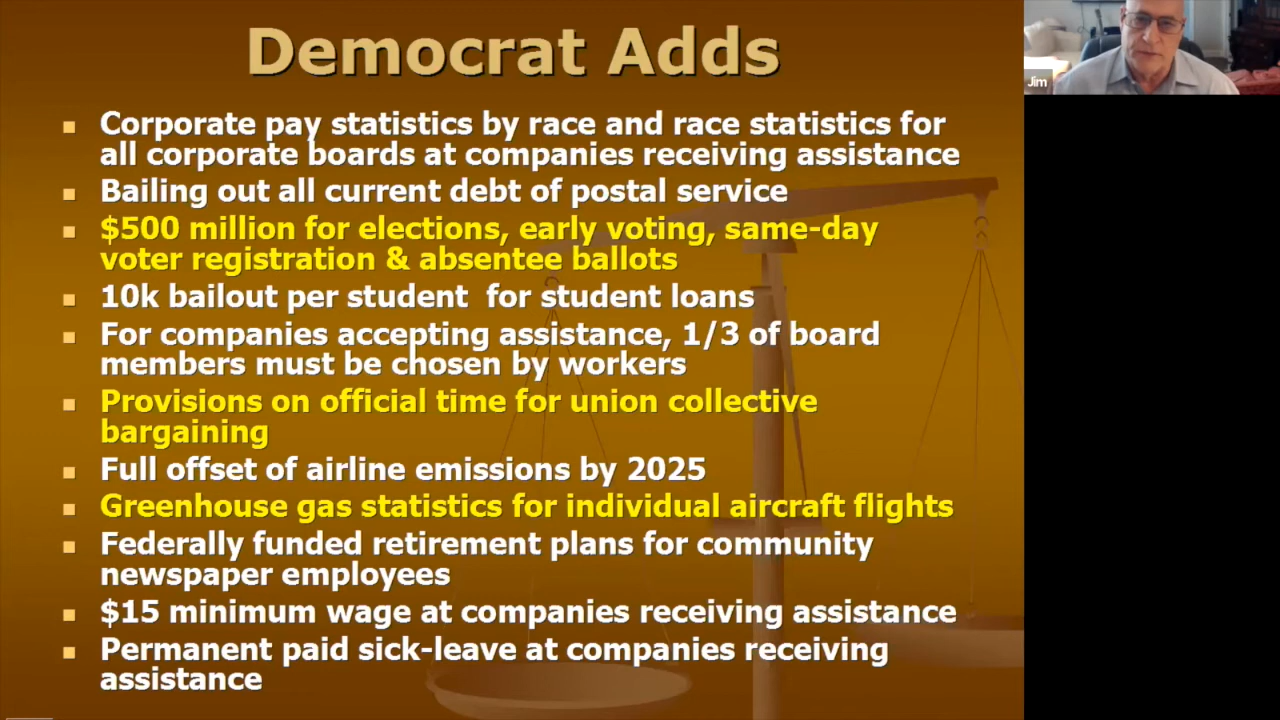 Democrat Adds
Corporate pay statistics by race and race statistics for
all corporate boards at companies receiving assistance
Bailing out all current debt of postal service
$500 million for elections, early voting, same-day
voter registration & absentee ballots
10k bailout per student for student loans
For companies accepting assistance, 1/3 of board
members must be chosen by workers
Provisions on official time for union collective
bargaining
Full offset of airline emissions by 2025
Greenhouse gas statistics for individual aircraft flights
Federally funded retirement plans for community
newspaper employees
$15 minimum wage at companies receiving assistance
Permanent paid sick-leave at companies receiving
assistance
Jim